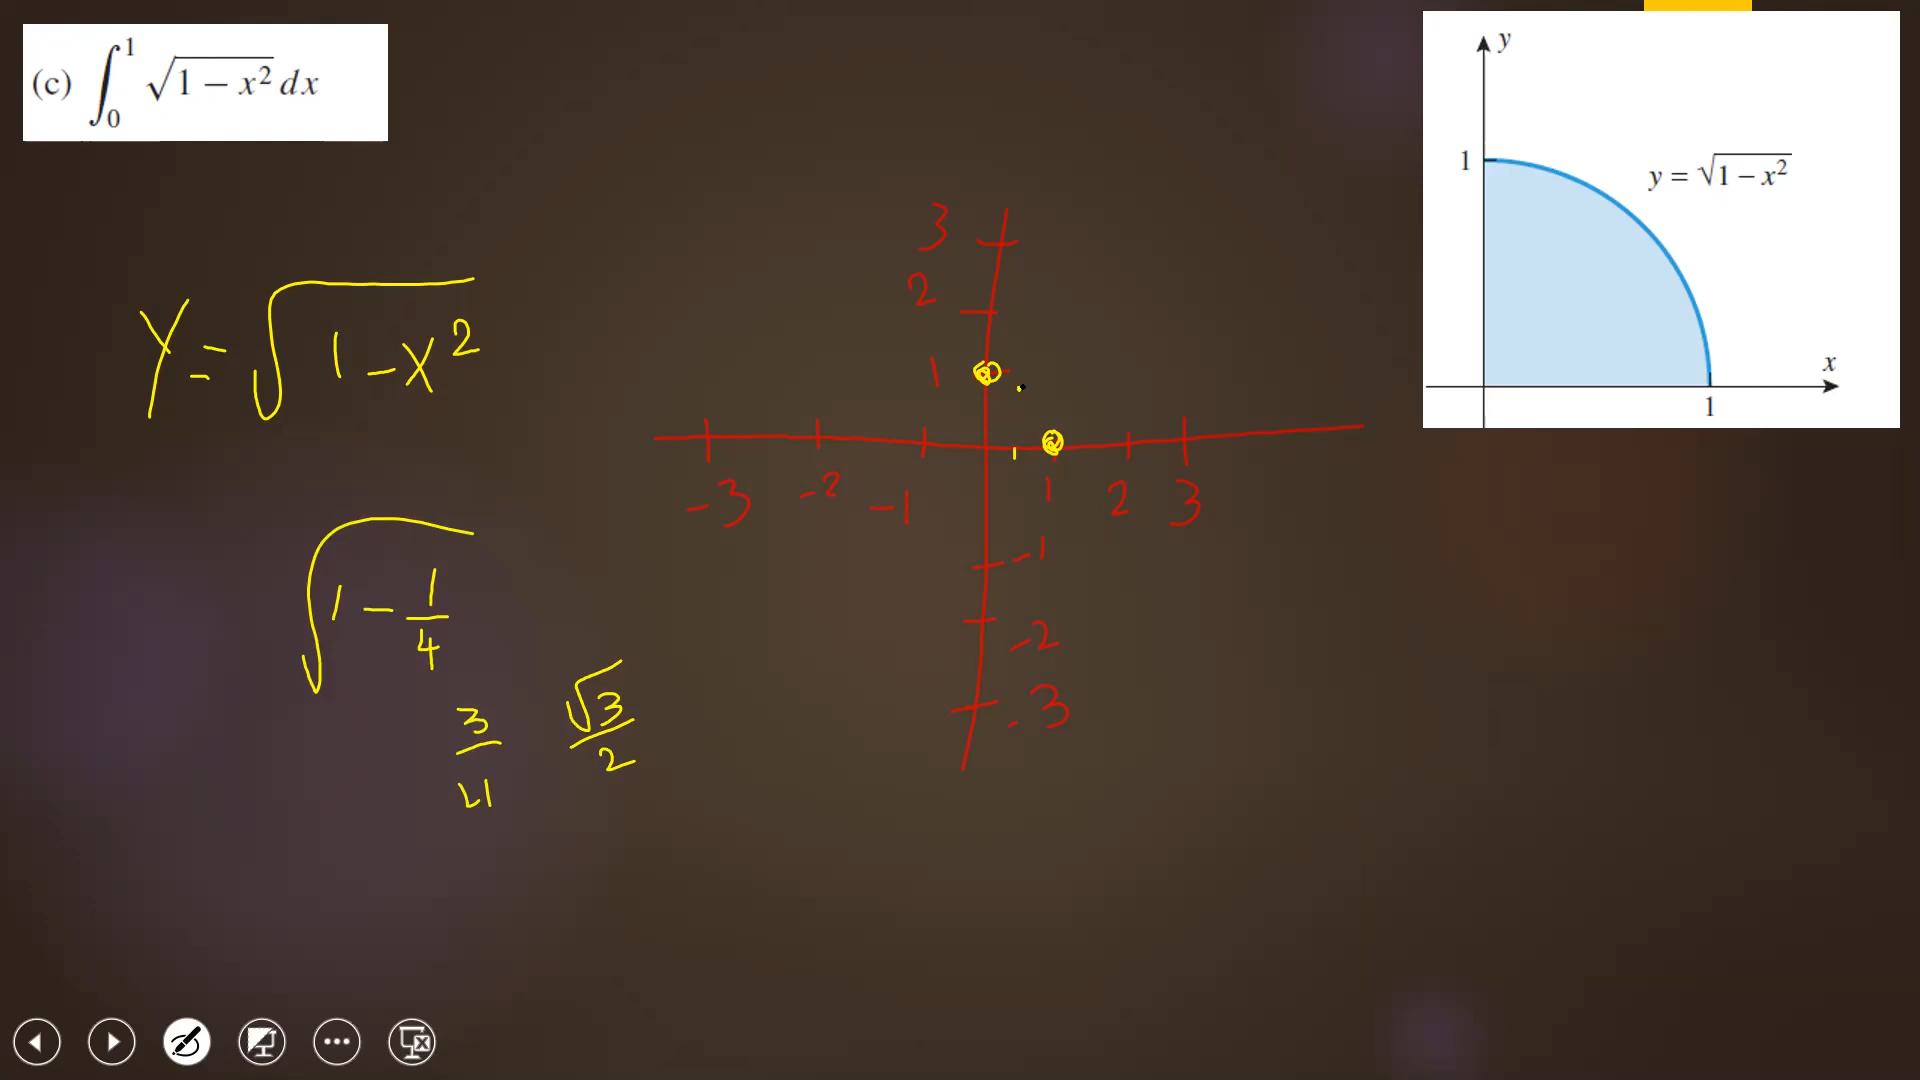 (c) ∫₀¹ √(1 – x²) dx
y
1
y = √(1 – x²)
x
1
Y = √(1 – X²)
3
2
1
-3 -2 -1 1 2 3
-1
-2
-3
√(1 – 1/4)
3/4
√3/2